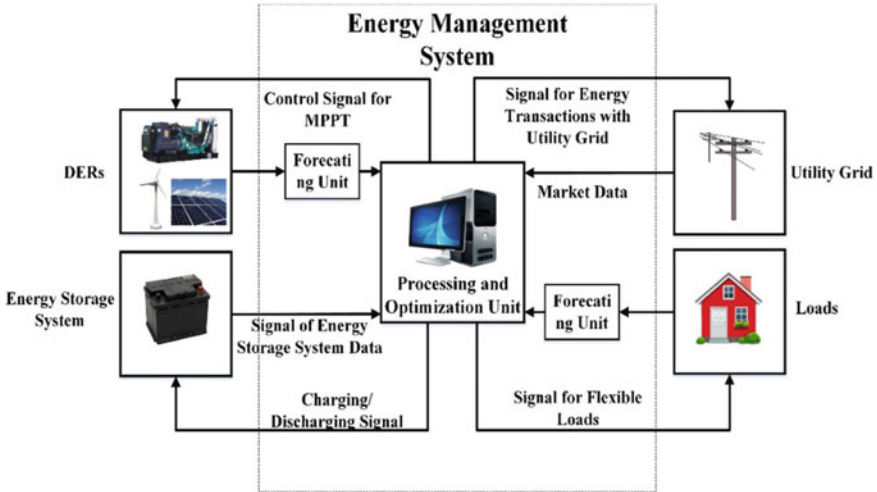 Energy Management
System
Control Signal for
MPPT
Signal for Energy
Transactions with
Utility Grid
DERs
Forecati
ng Unit
Market Data
Utility Grid
Energy Storage
System
Processing and
Optimization Unit
Signal of Energy
Storage System Data
Forecati
ng Unit
Loads
Charging/
Discharging Signal
Signal for Flexible
Loads